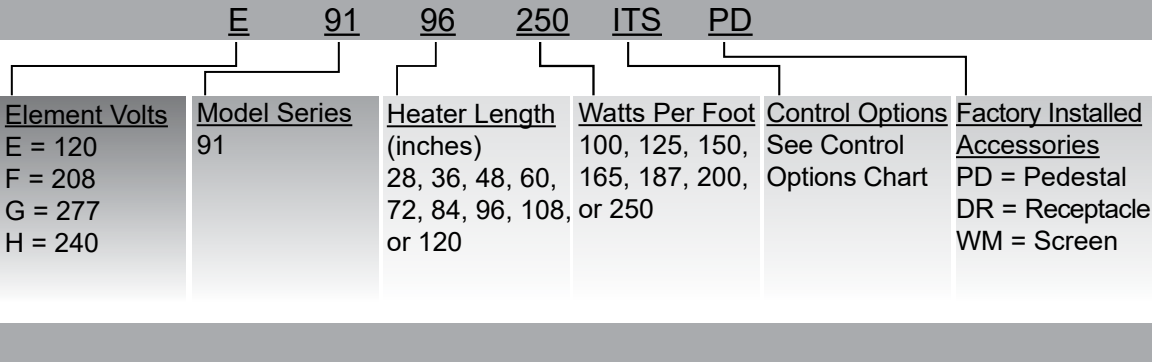 E 91 96 250 ITS PD
Element Volts
E = 120
F = 208
G = 277
H = 240
Model Series
91
Heater Length
(inches)
28, 36, 48, 60,
72, 84, 96, 108,
or 120
Watts Per Foot
100, 125, 150,
165, 187, 200,
or 250
Control Options
See Control
Options Chart
Factory Installed
Accessories
PD = Pedestal
DR = Receptacle
WM = Screen